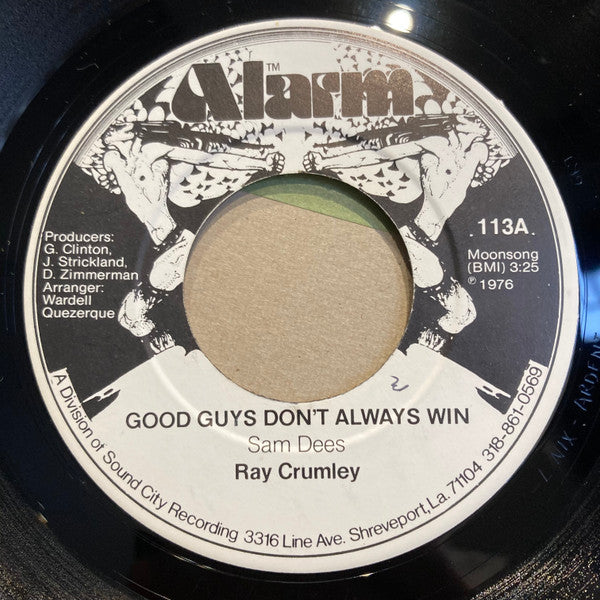 Alarm
TM
Producers:
G. Clinton,
J. Strickland,
D. Zimmerman
Arranger:
Wardell
Quezerque
113A
Moonsong
(BMI) 3:25
℗ 1976
GOOD GUYS DON'T ALWAYS WIN
Sam Dees
Ray Crumley
A Division of Sound City Recording 3316 Line Ave. Shreveport, La. 71104 318-861-0569